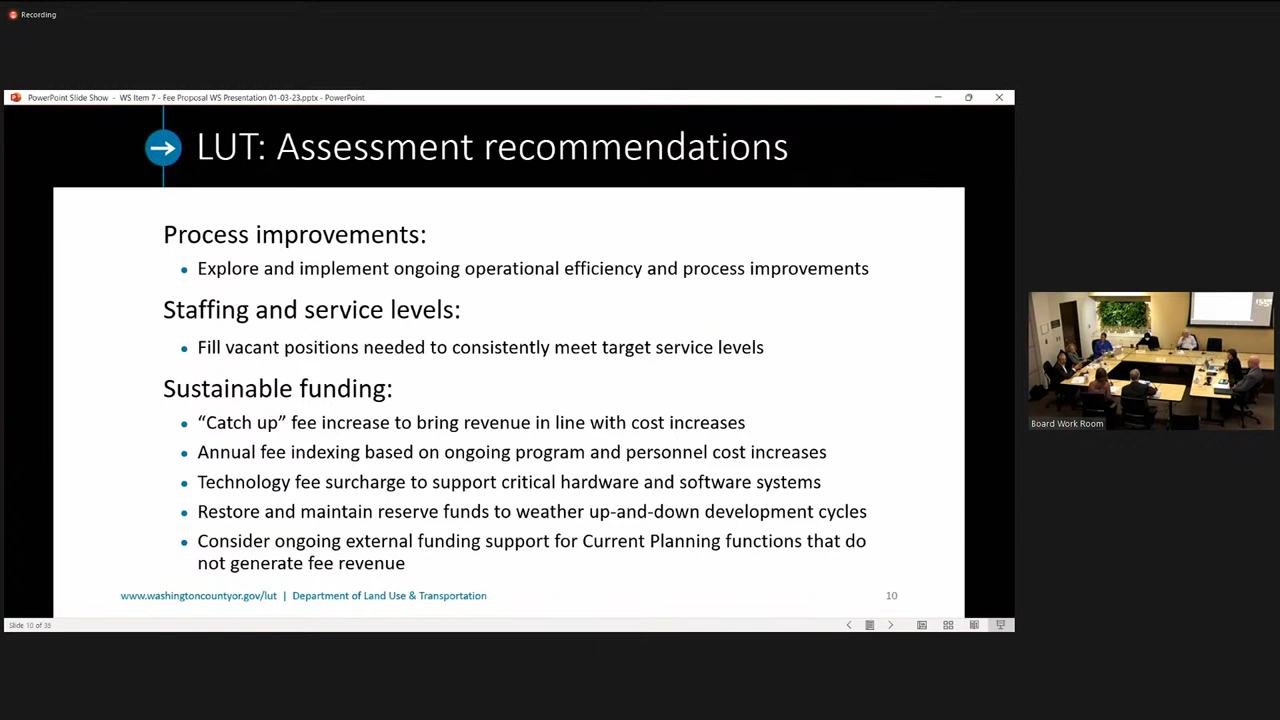 Recording
PowerPoint Slide Show - WS Item 7 - Fee Proposal WS Presentation 01-03-23.pptx - PowerPoint
LUT: Assessment recommendations
Process improvements:
• Explore and implement ongoing operational efficiency and process improvements
Staffing and service levels:
• Fill vacant positions needed to consistently meet target service levels
Sustainable funding:
• “Catch up” fee increase to bring revenue in line with cost increases
• Annual fee indexing based on ongoing program and personnel cost increases
• Technology fee surcharge to support critical hardware and software systems
• Restore and maintain reserve funds to weather up-and-down development cycles
• Consider ongoing external funding support for Current Planning functions that do
not generate fee revenue
www.washingtoncountyor.gov/lut | Department of Land Use & Transportation
10
Slide 10 of 35
Board Work Room